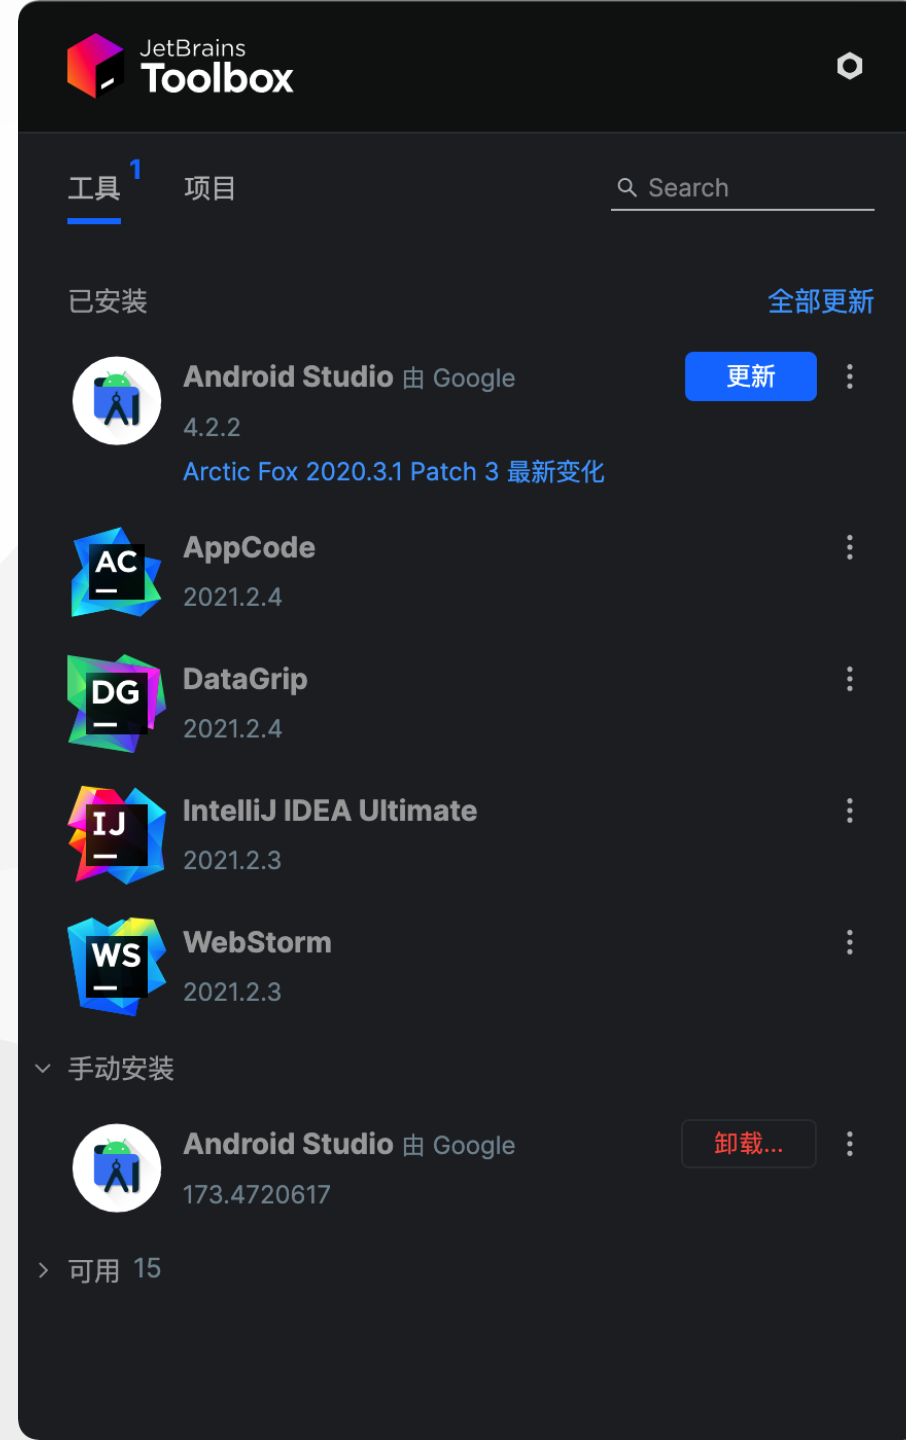 JetBrains
Toolbox
工具 1 项目 Search
已安装 全部更新
Android Studio 由 Google 更新
4.2.2
Arctic Fox 2020.3.1 Patch 3 最新变化
AC AppCode
2021.2.4
DG DataGrip
2021.2.4
IJ IntelliJ IDEA Ultimate
2021.2.3
WS WebStorm
2021.2.3
手动安装
Android Studio 由 Google 卸载...
173.4720617
可用 15